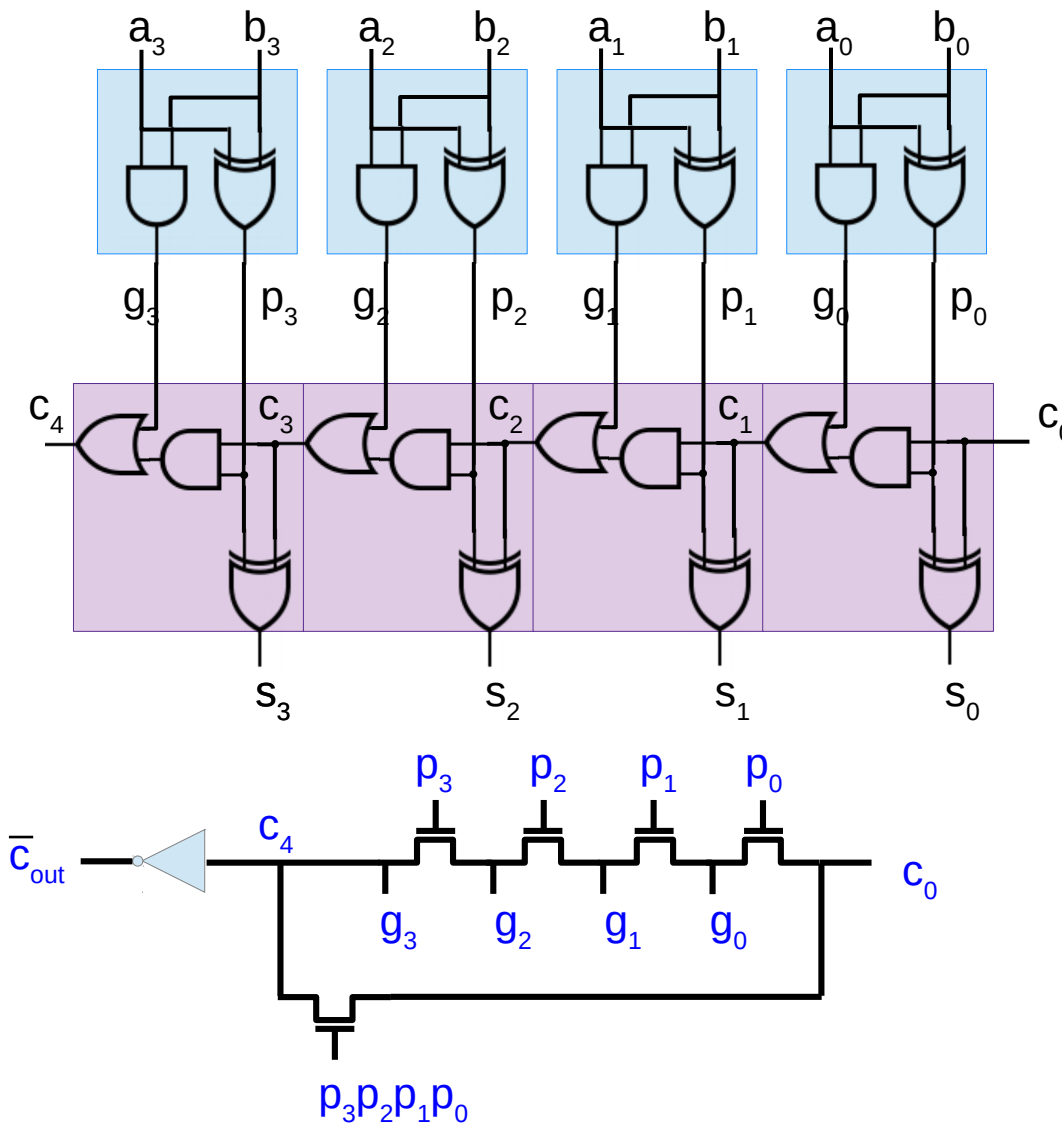 a₃ b₃ a₂ b₂ a₁ b₁ a₀ b₀
g₃ p₃ g₂ p₂ g₁ p₁ g₀ p₀
c₄ c₃ c₂ c₁ c₀
s₃ s₂ s₁ s₀
p₃ p₂ p₁ p₀
c̅ₒᵤₜ c₄ c₀
g₃ g₂ g₁ g₀
p₃p₂p₁p₀